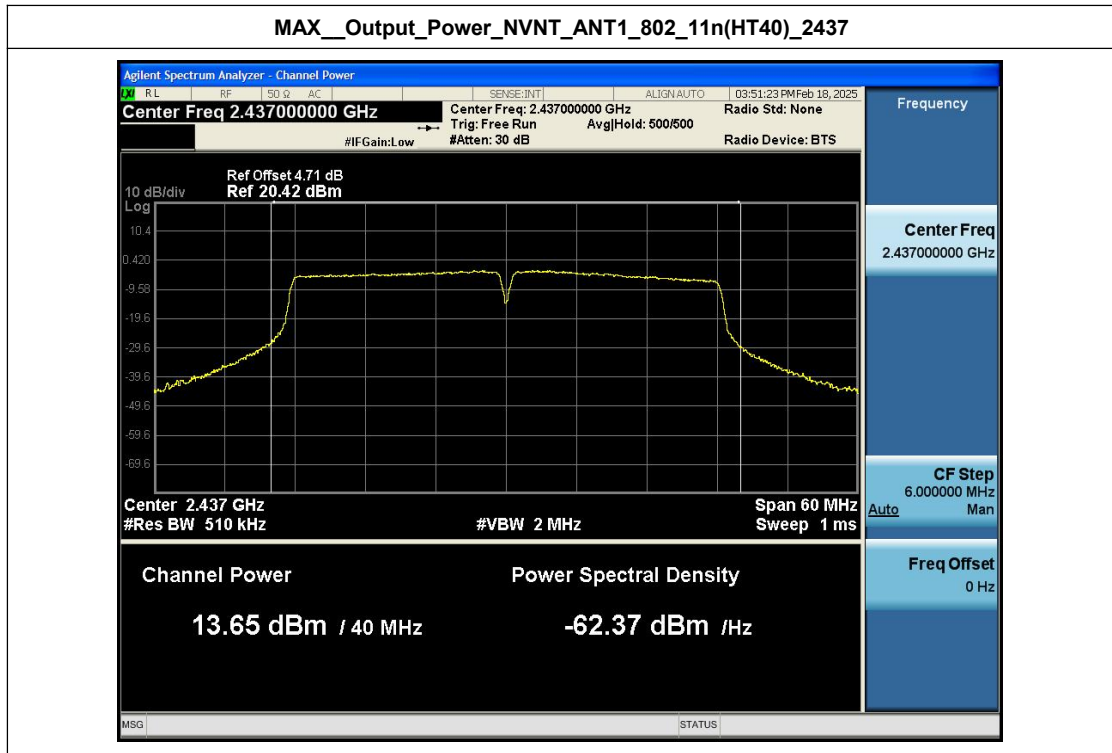 MAX__Output_Power_NVNT_ANT1_802_11n(HT40)_2437
Agilent Spectrum Analyzer - Channel Power
LXI RL RF 50 Ω AC SENSE:INT ALIGN AUTO 03:51:23 PM Feb 18, 2025
Center Freq 2.437000000 GHz
Center Freq: 2.437000000 GHz Radio Std: None
Trig: Free Run Avg|Hold: 500/500
#IFGain:Low #Atten: 30 dB Radio Device: BTS
Ref Offset 4.71 dB
10 dB/div Ref 20.42 dBm
Log
10.4
0.420
-9.58
-19.6
-29.6
-39.6
-49.6
-59.6
-69.6
Center 2.437 GHz Span 60 MHz
#Res BW 510 kHz #VBW 2 MHz Sweep 1 ms
Channel Power Power Spectral Density
13.65 dBm / 40 MHz -62.37 dBm /Hz
MSG STATUS
Frequency
Center Freq
2.437000000 GHz
CF Step
6.000000 MHz
Auto Man
Freq Offset
0 Hz